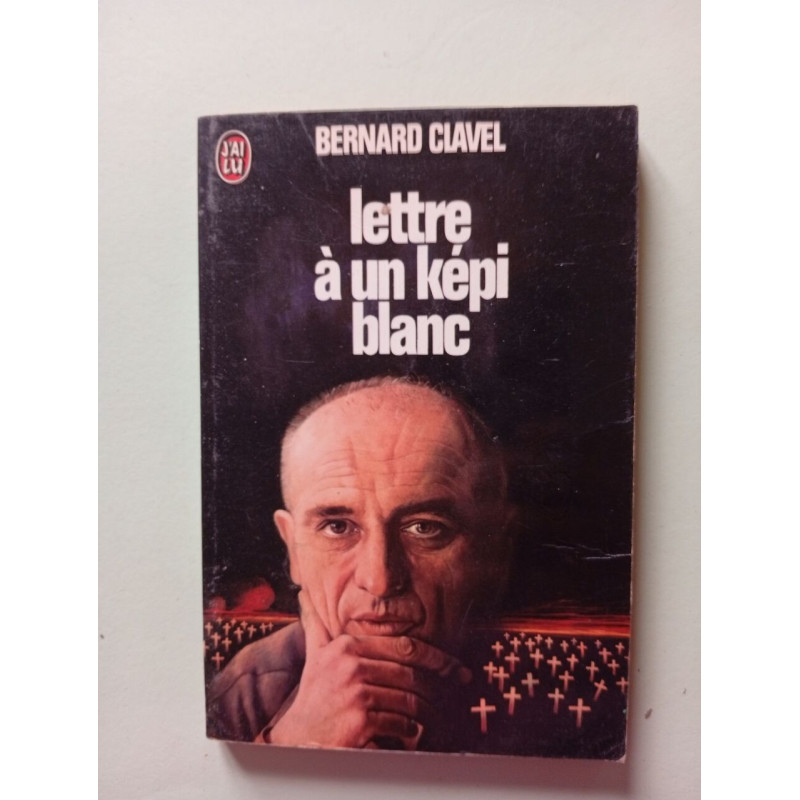 J'AI
LU
BERNARD CLAVEL
lettre
à un képi
blanc